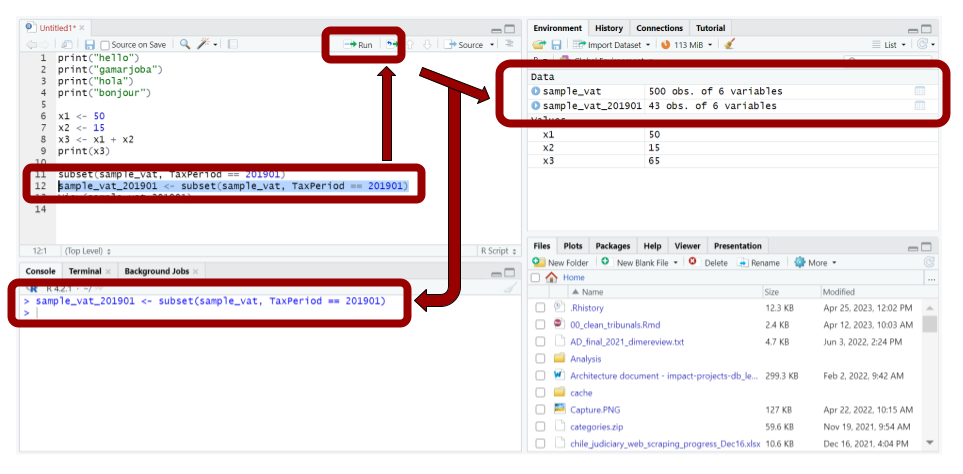 Untitled1*
Source on Save
Run
Source
1 print("hello")
2 print("gamarjoba")
3 print("hola")
4 print("bonjour")
5
6 x1 <- 50
7 x2 <- 15
8 x3 <- x1 + x2
9 print(x3)
10
11 subset(sample_vat, TaxPeriod == 201901)
12 sample_vat_201901 <- subset(sample_vat, TaxPeriod == 201901)
14
12:1 (Top Level) R Script
Console Terminal Background Jobs
R 4.2.1 · ~/
> sample_vat_201901 <- subset(sample_vat, TaxPeriod == 201901)
>
Environment History Connections Tutorial
Import Dataset 113 MiB List
Data
sample_vat 500 obs. of 6 variables
sample_vat_201901 43 obs. of 6 variables
Values
x1 50
x2 15
x3 65
Files Plots Packages Help Viewer Presentation
New Folder New Blank File Delete Rename More
Home ...
Name Size Modified
.Rhistory 12.3 KB Apr 25, 2023, 12:02 PM
00_clean_tribunals.Rmd 2.4 KB Apr 12, 2023, 10:03 AM
AD_final_2021_dimereview.txt 4.7 KB Jun 3, 2022, 2:24 PM
Analysis
Architecture document - impact-projects-db_le... 299.3 KB Feb 2, 2022, 9:42 AM
cache
Capture.PNG 127 KB Apr 22, 2022, 10:15 AM
categories.zip 59.6 KB Nov 19, 2021, 9:54 AM
chile_judiciary_web_scraping_progress_Dec16.xlsx 10.6 KB Dec 16, 2021, 4:04 PM